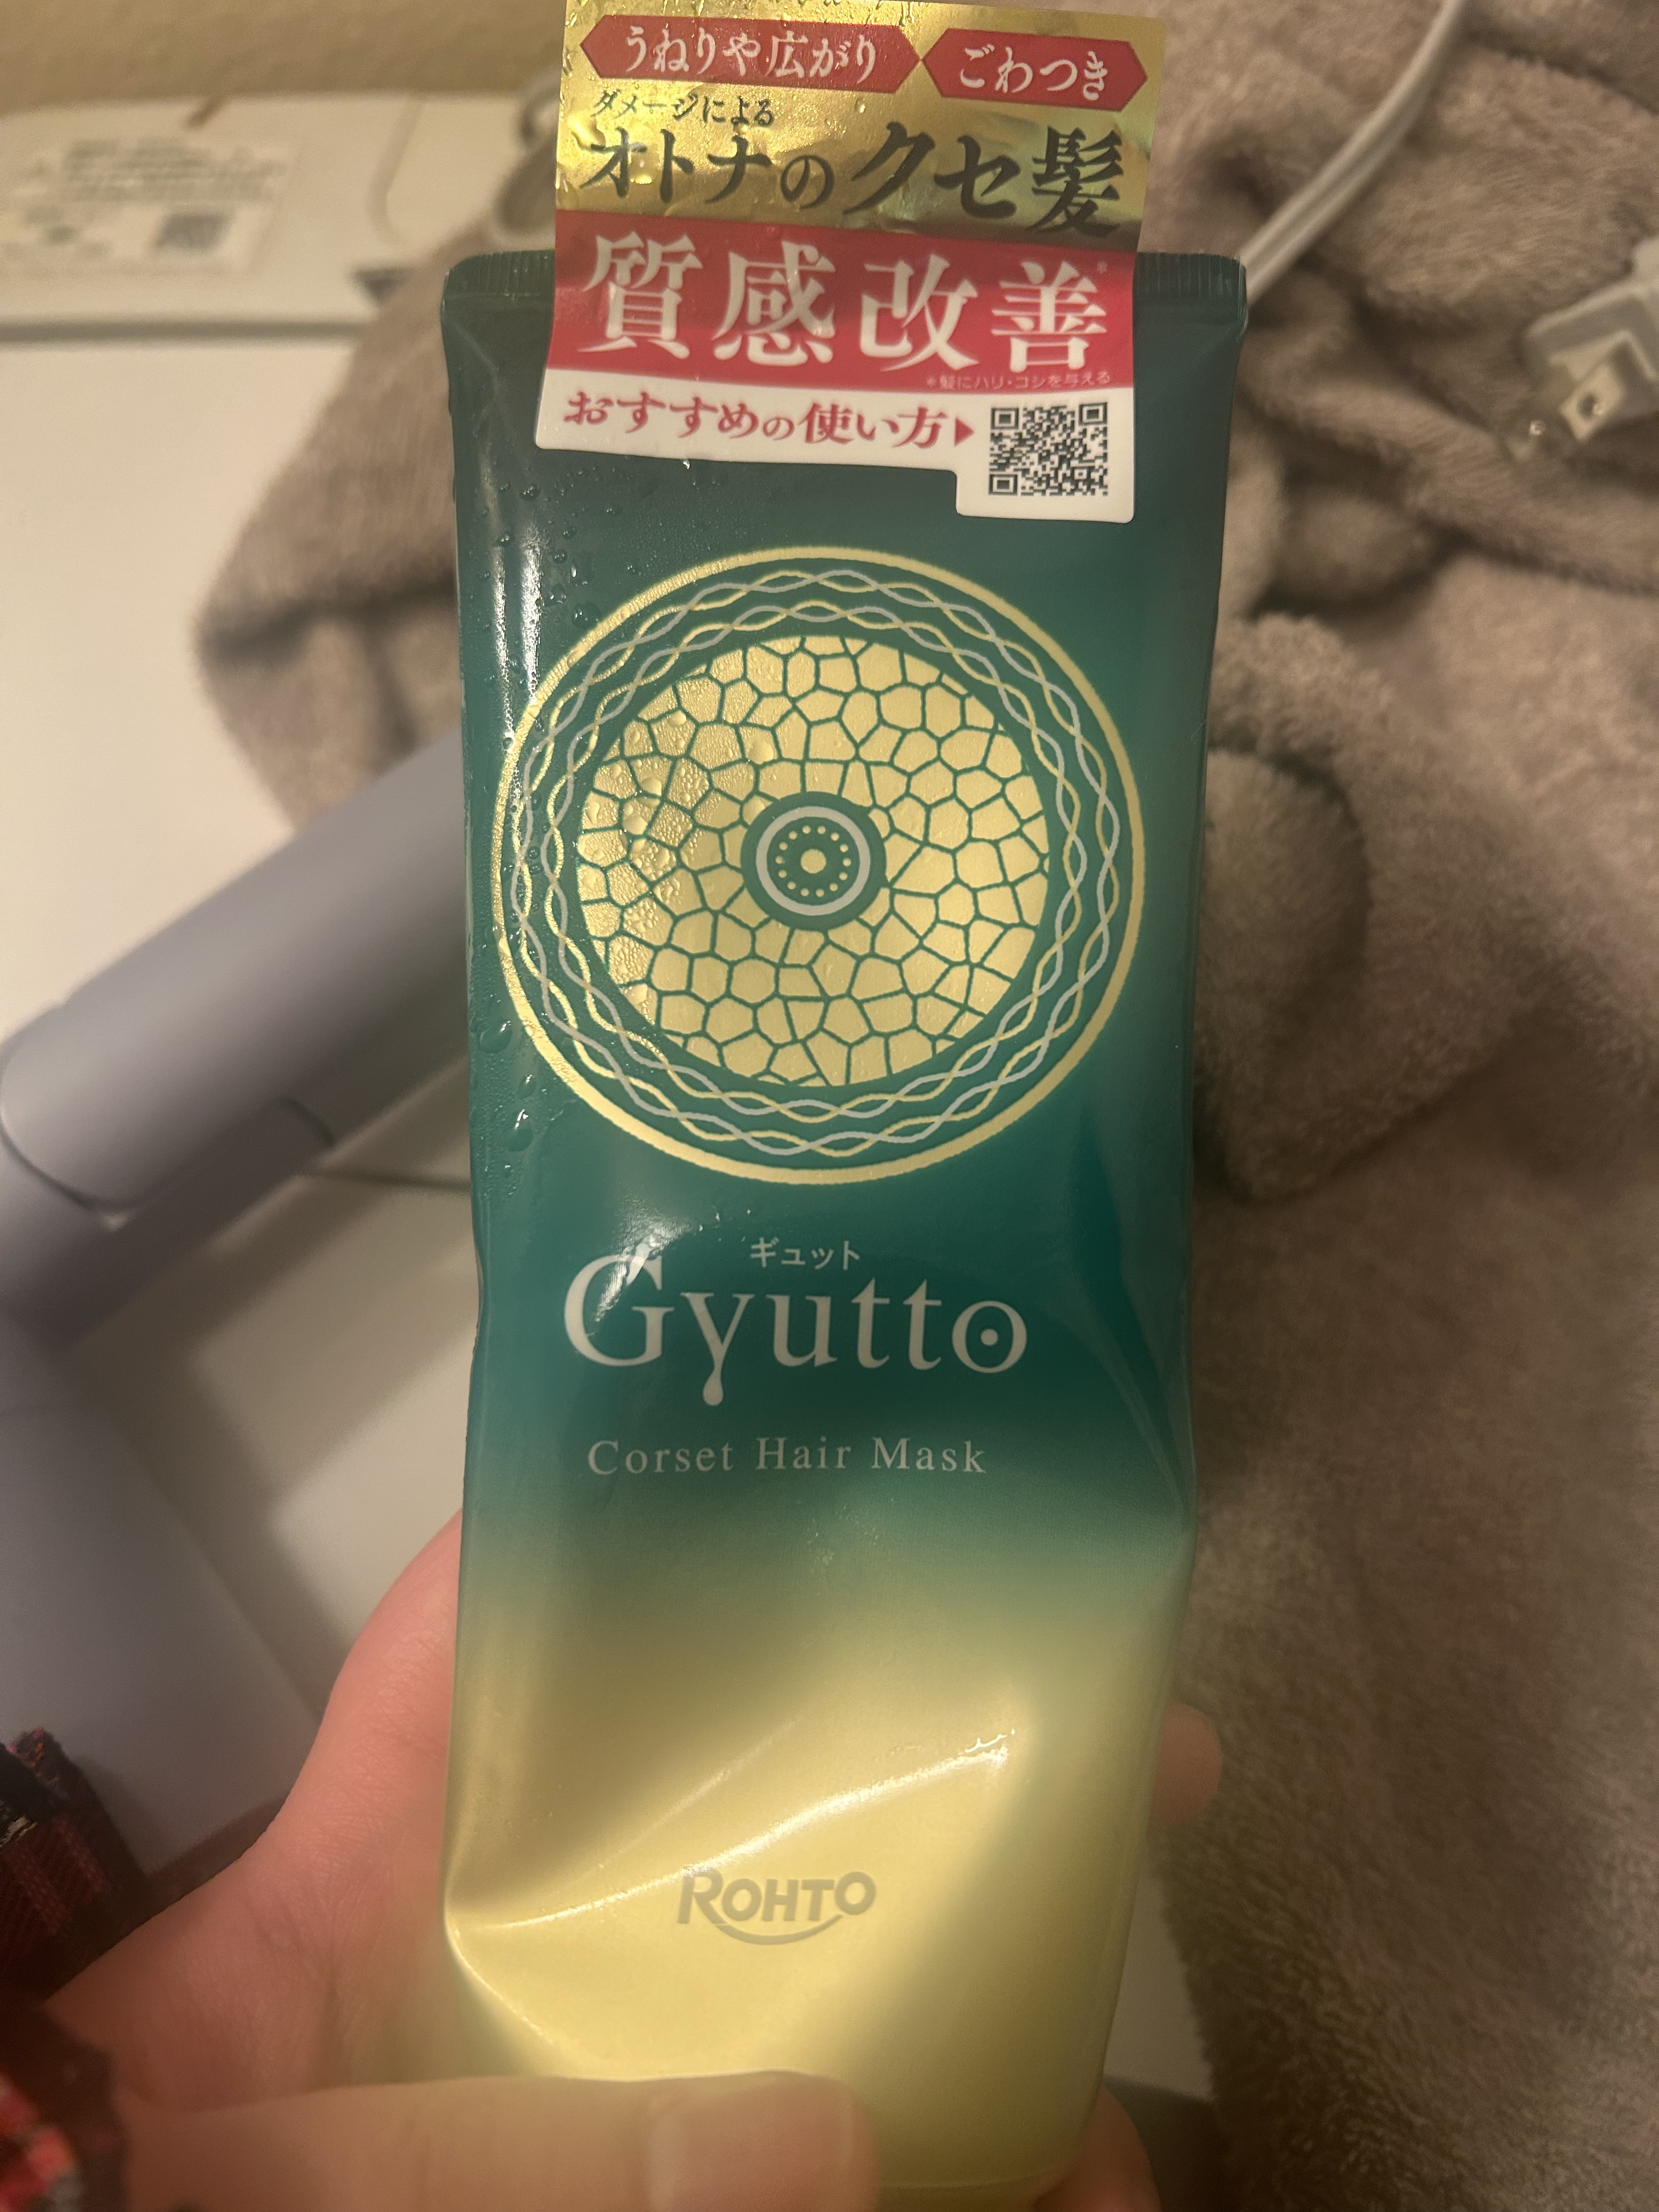 うねりや広がり ごわつき
ダメージによる
オトナのクセ髪
質感改善*
*髪にハリ・コシを与える
おすすめの使い方▶
ギュット
Gyutto
Corset Hair Mask
ROHTO